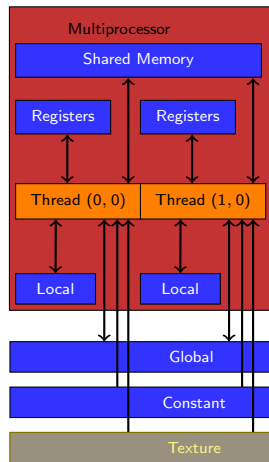 Multiprocessor
Shared Memory
Registers Registers
Thread (0, 0) Thread (1, 0)
Local Local
Global
Constant
Texture